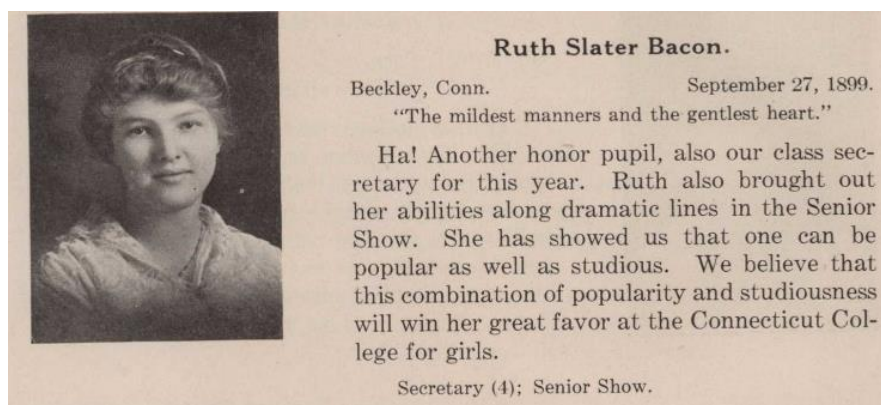 Ruth Slater Bacon.
Beckley, Conn. September 27, 1899.
"The mildest manners and the gentlest heart."
Ha! Another honor pupil, also our class sec-
retary for this year. Ruth also brought out
her abilities along dramatic lines in the Senior
Show. She has showed us that one can be
popular as well as studious. We believe that
this combination of popularity and studiousness
will win her great favor at the Connecticut Col-
lege for girls.
Secretary (4); Senior Show.